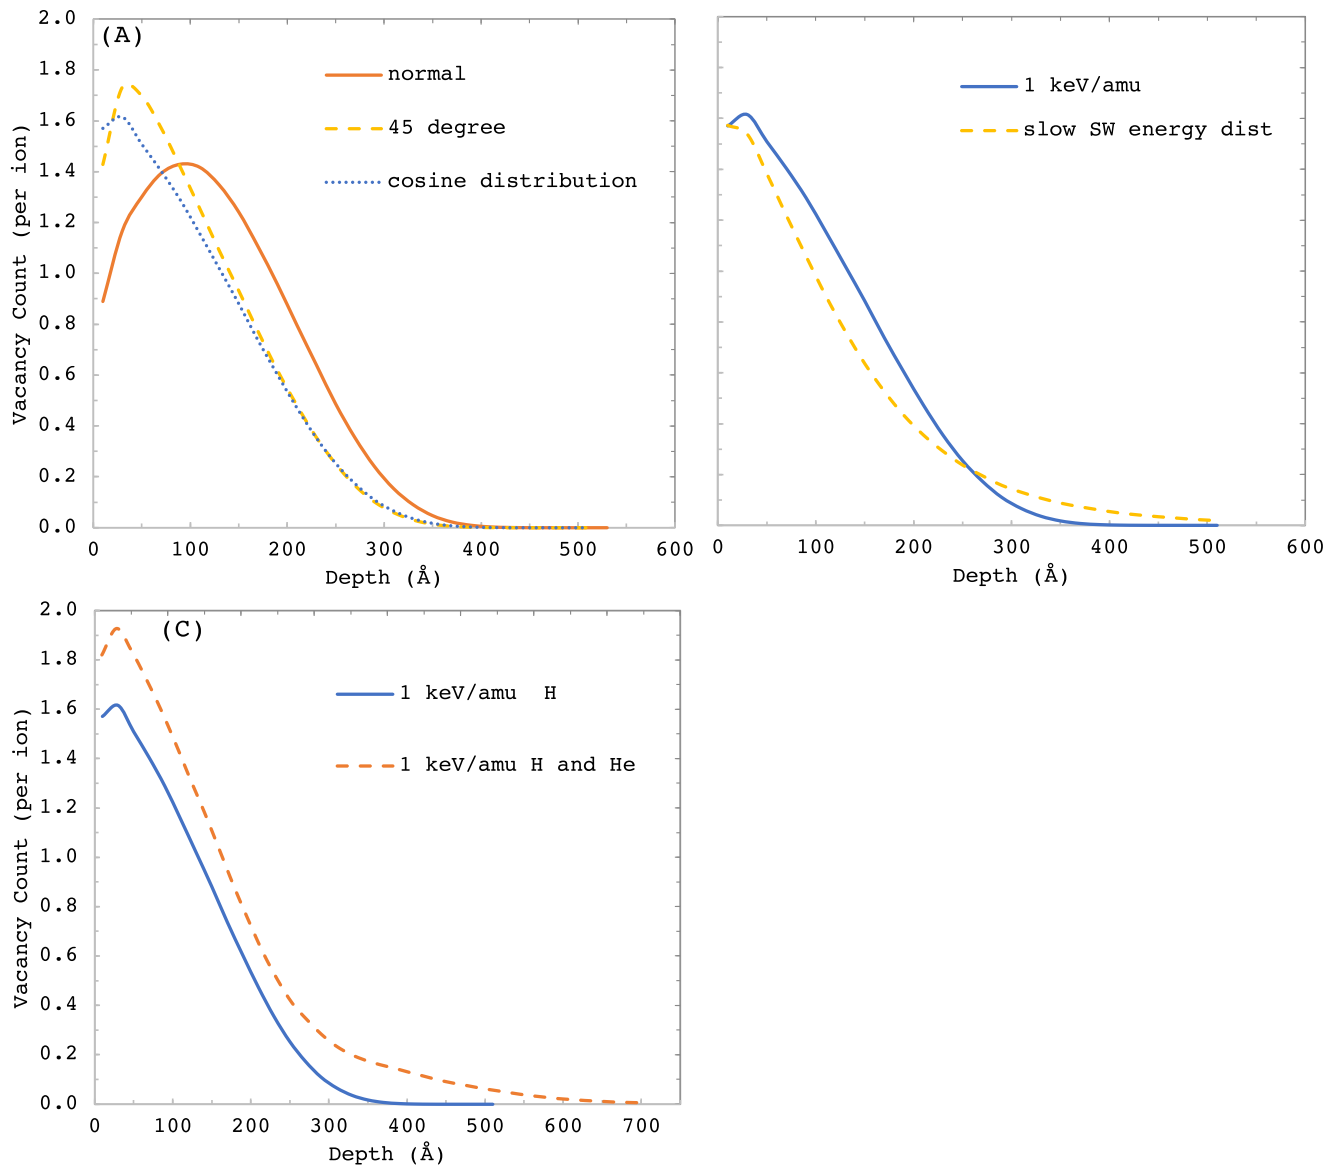 (A)
normal
45 degree
cosine distribution
Vacancy Count (per ion)
2.0
1.8
1.6
1.4
1.2
1.0
0.8
0.6
0.4
0.2
0.0
0 100 200 300 400 500 600
Depth (Å)
1 keV/amu
slow SW energy dist
0 100 200 300 400 500 600
Depth (Å)
(C)
1 keV/amu  H
1 keV/amu H and He
Vacancy Count (per ion)
2.0
1.8
1.6
1.4
1.2
1.0
0.8
0.6
0.4
0.2
0.0
0 100 200 300 400 500 600 700
Depth (Å)